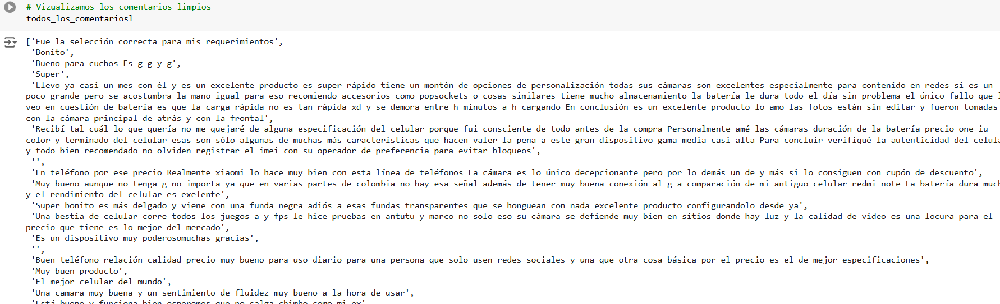 # Vizualizamos los comentarios limpios
todos_los_comentariosl
['Fue la selección correcta para mis requerimientos',
'Bonito',
'Bueno para cuchos Es g g y g',
'Super',
'Llevo ya casi un mes con él y es un excelente producto es super rápido tiene un montón de opciones de personalización todas sus cámaras son excelentes especialmente para contenido en redes si es un
poco grande pero se acostumbra la mano igual para eso recomiendo accesorios como popsockets o cosas similares tiene mucho almacenamiento la batería le dura todo el día sin problema el único fallo que
veo en cuestión de batería es que la carga rápida no es tan rápida xd y se demora entre h minutos a h cargando En conclusión es un excelente producto lo amo las fotos están sin editar y fueron tomadas
con la cámara principal de atrás y con la frontal',
'Recibí tal cuál lo que quería no me quejaré de alguna especificación del celular porque fui consciente de todo antes de la compra Personalmente amé las cámaras duración de la batería precio one iu
color y terminado del celular esas son sólo algunas de muchas más características que hacen valer la pena a este gran dispositivo gama media casi alta Para concluir verifiqué la autenticidad del
y todo bien recomendado no olviden registrar el imei con su operador de preferencia para evitar bloqueos',
'',
'En teléfono por ese precio Realmente xiaomi lo hace muy bien con esta línea de teléfonos La cámara es lo único decepcionante pero por lo demás un de y más si lo consiguen con cupón de descuento',
'Muy bueno aunque no tenga g no importa ya que en varias partes de colombia no hay esa señal además de tener muy buena conexión al g a comparación de mi antiguo celular redmi note La batería dura
y el rendimiento del celular es exelente',
'Super bonito es más delgado y viene con una funda negra adiós a esas fundas transparentes que se honguean con nada excelente producto configurandolo desde ya',
'Una bestia de celular corre todos los juegos a y fps le hice pruebas en antutu y marco no solo eso su cámara se defiende muy bien en sitios donde hay luz y la calidad de video es una locura para el
precio que tiene es lo mejor del mercado',
'Es un dispositivo muy poderosomuchas gracias',
'',
'Buen teléfono relación calidad precio muy bueno para uso diario para una persona que solo usen redes sociales y una que otra cosa básica por el precio es el de mejor especificaciones',
'Muy buen producto',
'El mejor celular del mundo',
'Una camara muy buena y un sentimiento de fluidez muy bueno a la hora de usar',
'Está bueno y funciona bien esperemos que no salga chimbo como mi ex'